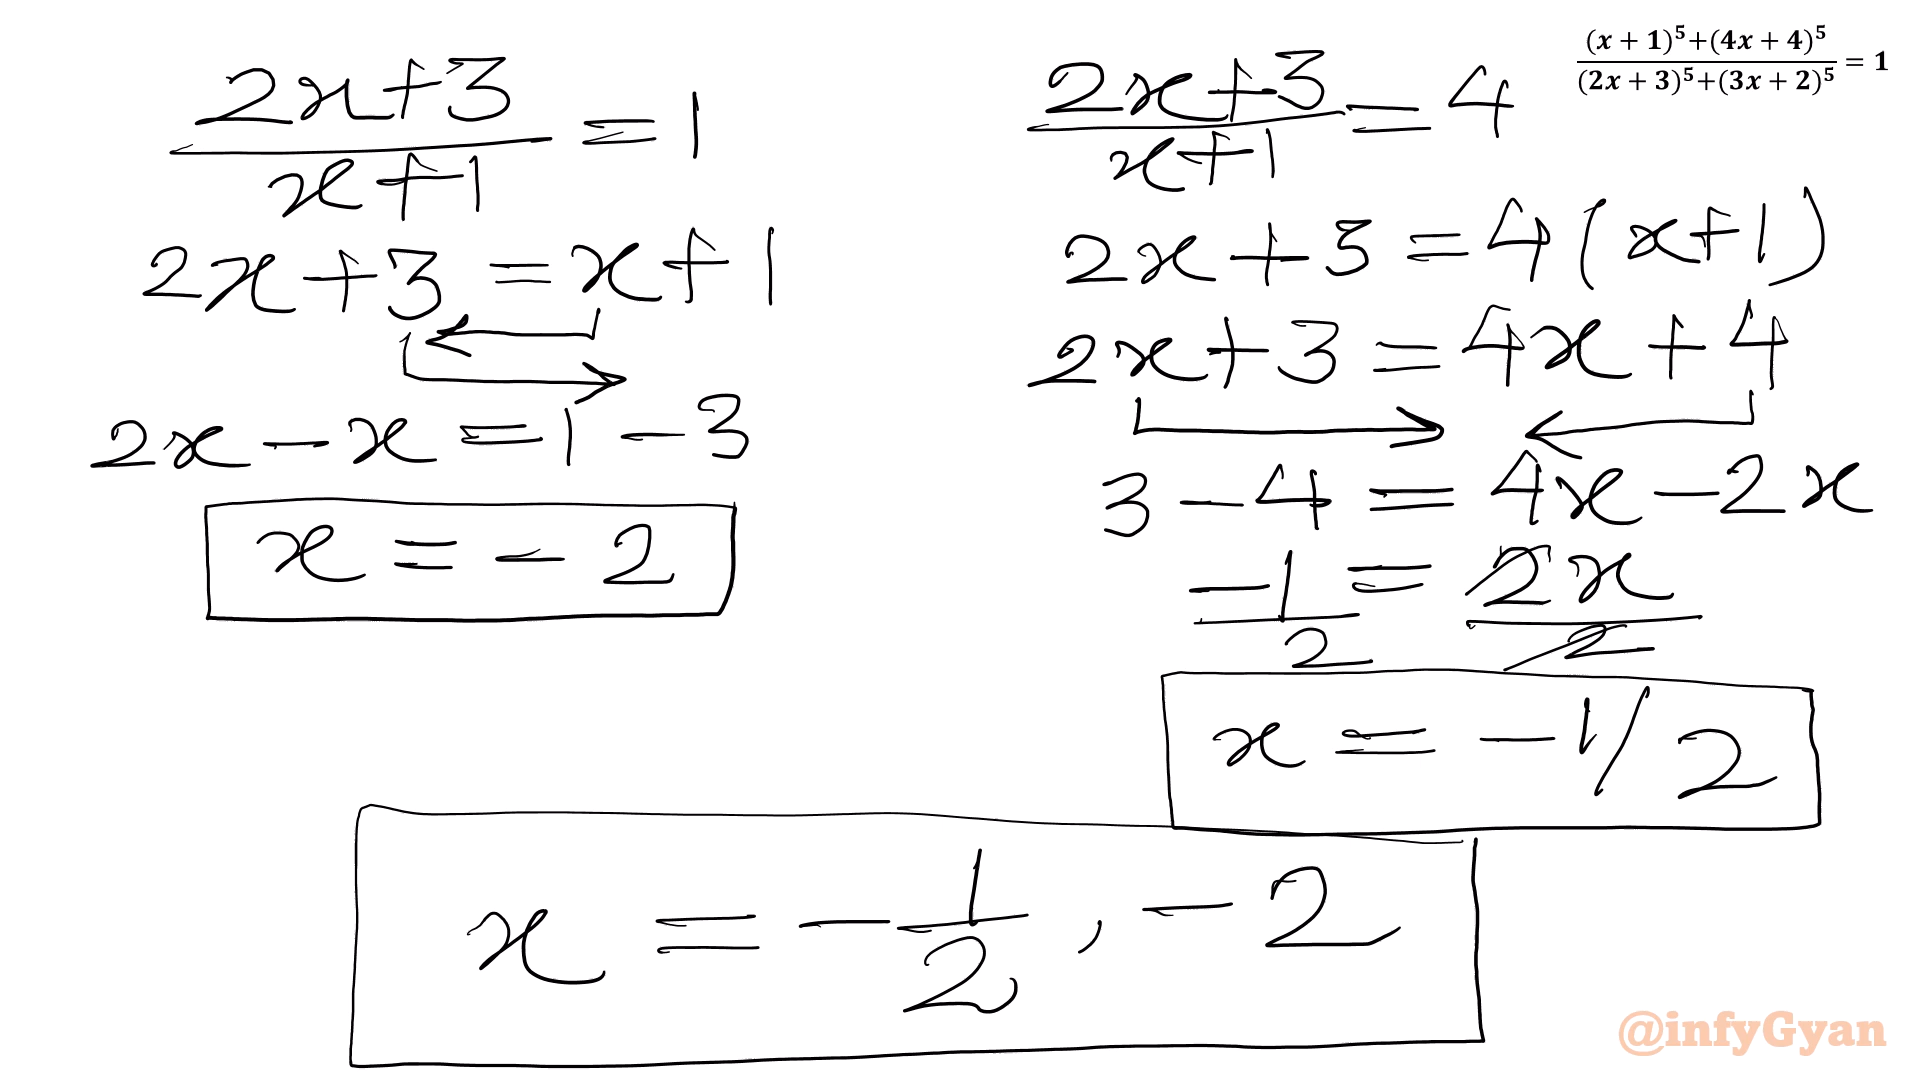 (x + 1)⁵+(4x + 4)⁵ / (2x + 3)⁵+(3x + 2)⁵ = 1
2x+3 / x+1 = 1
2x+3 = x+1
2x - x = 1 - 3
x = - 2
2x+3 / x+1 = 4
2x+3 = 4(x+1)
2x+3 = 4x+4
3 - 4 = 4x - 2x
-1 / 2 = 2x / 2
x = -1/2
x = - 1/2 , - 2
@infyGyan